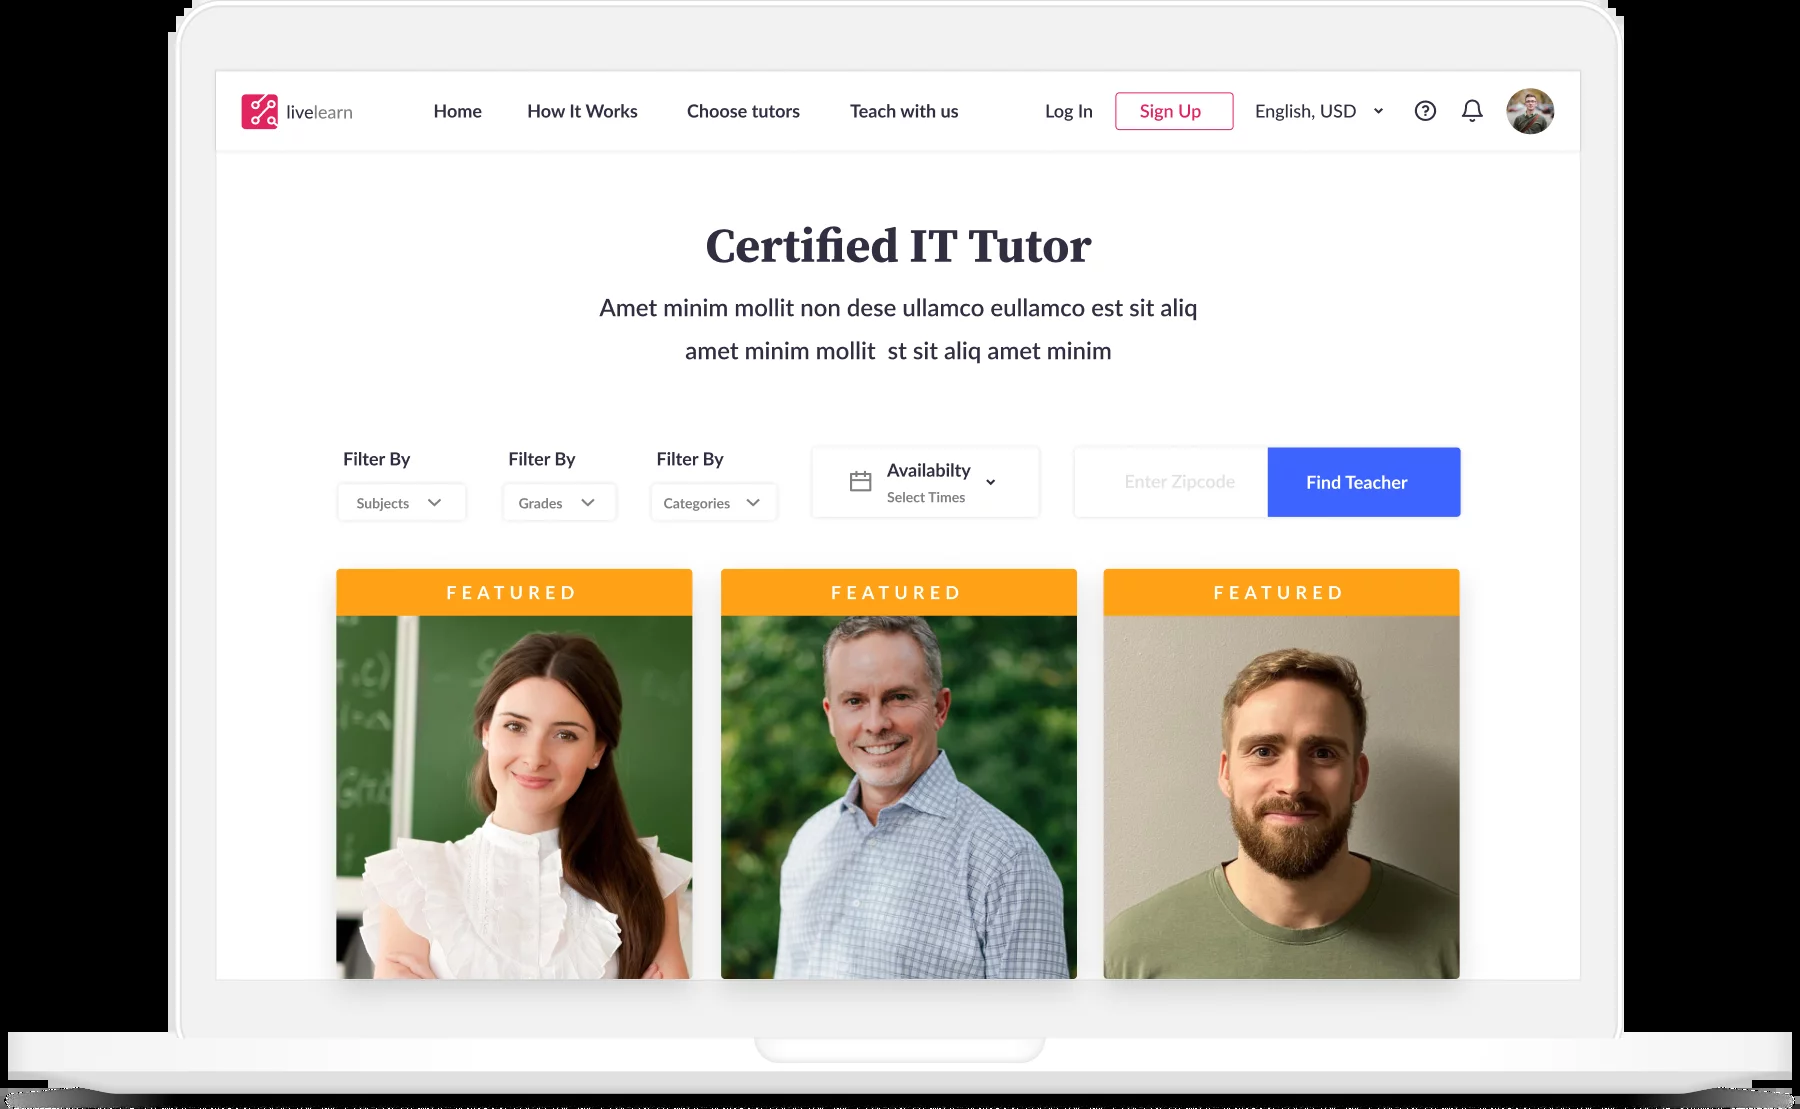 livelearn
Home How It Works Choose tutors Teach with us Log In Sign Up English, USD
Certified IT Tutor
Amet minim mollit non dese ullamco eullamco est sit aliq
amet minim mollit st sit aliq amet minim
Filter By Filter By Filter By
Subjects Grades Categories
Availabilty
Select Times
Enter Zipcode
Find Teacher
FEATURED FEATURED FEATURED